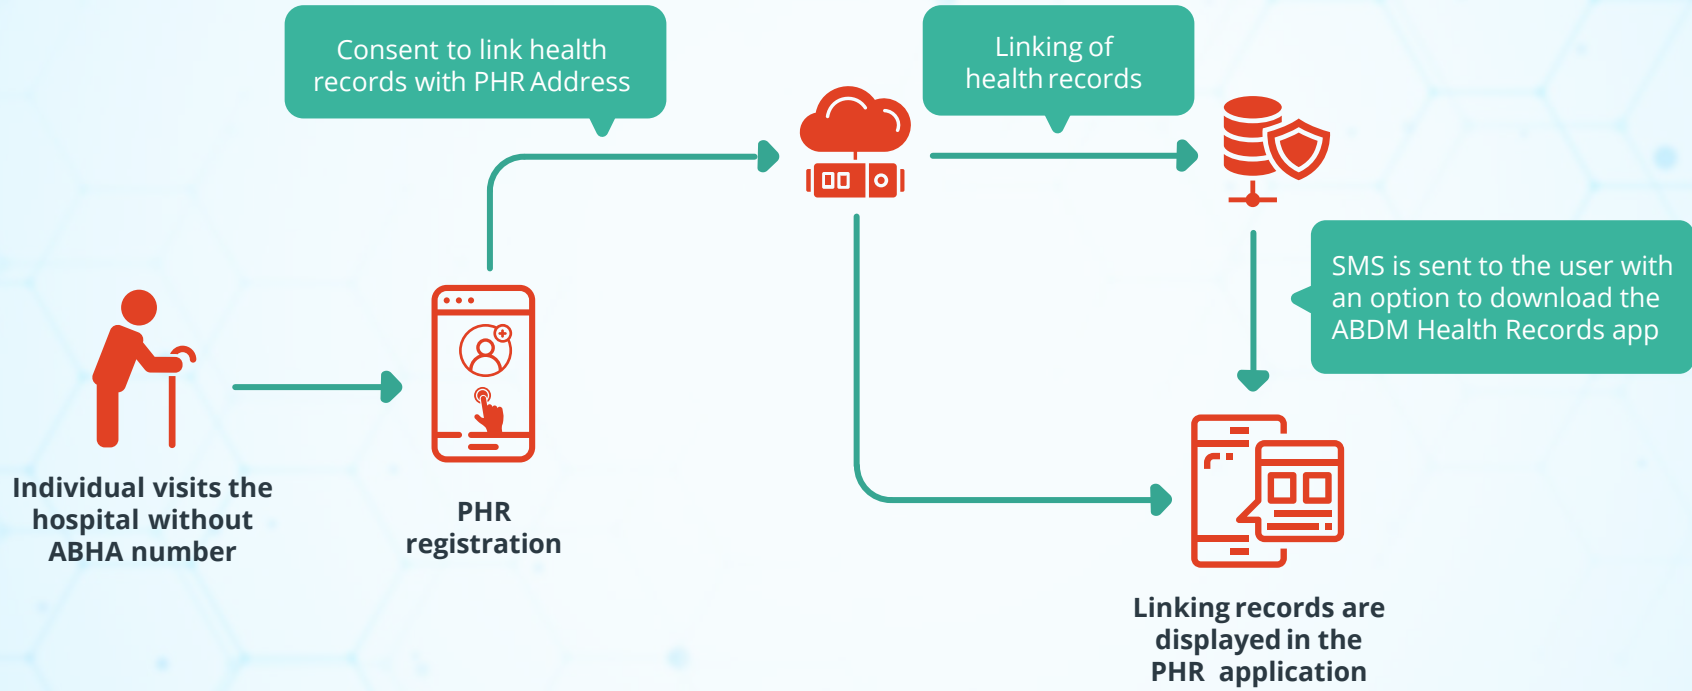 Consent to link health
records with PHR Address
Linking of
health records
SMS is sent to the user with
an option to download the
ABDM Health Records app
Individual visits the
hospital without
ABHA number
PHR
registration
Linking records are
displayed in the
PHR application